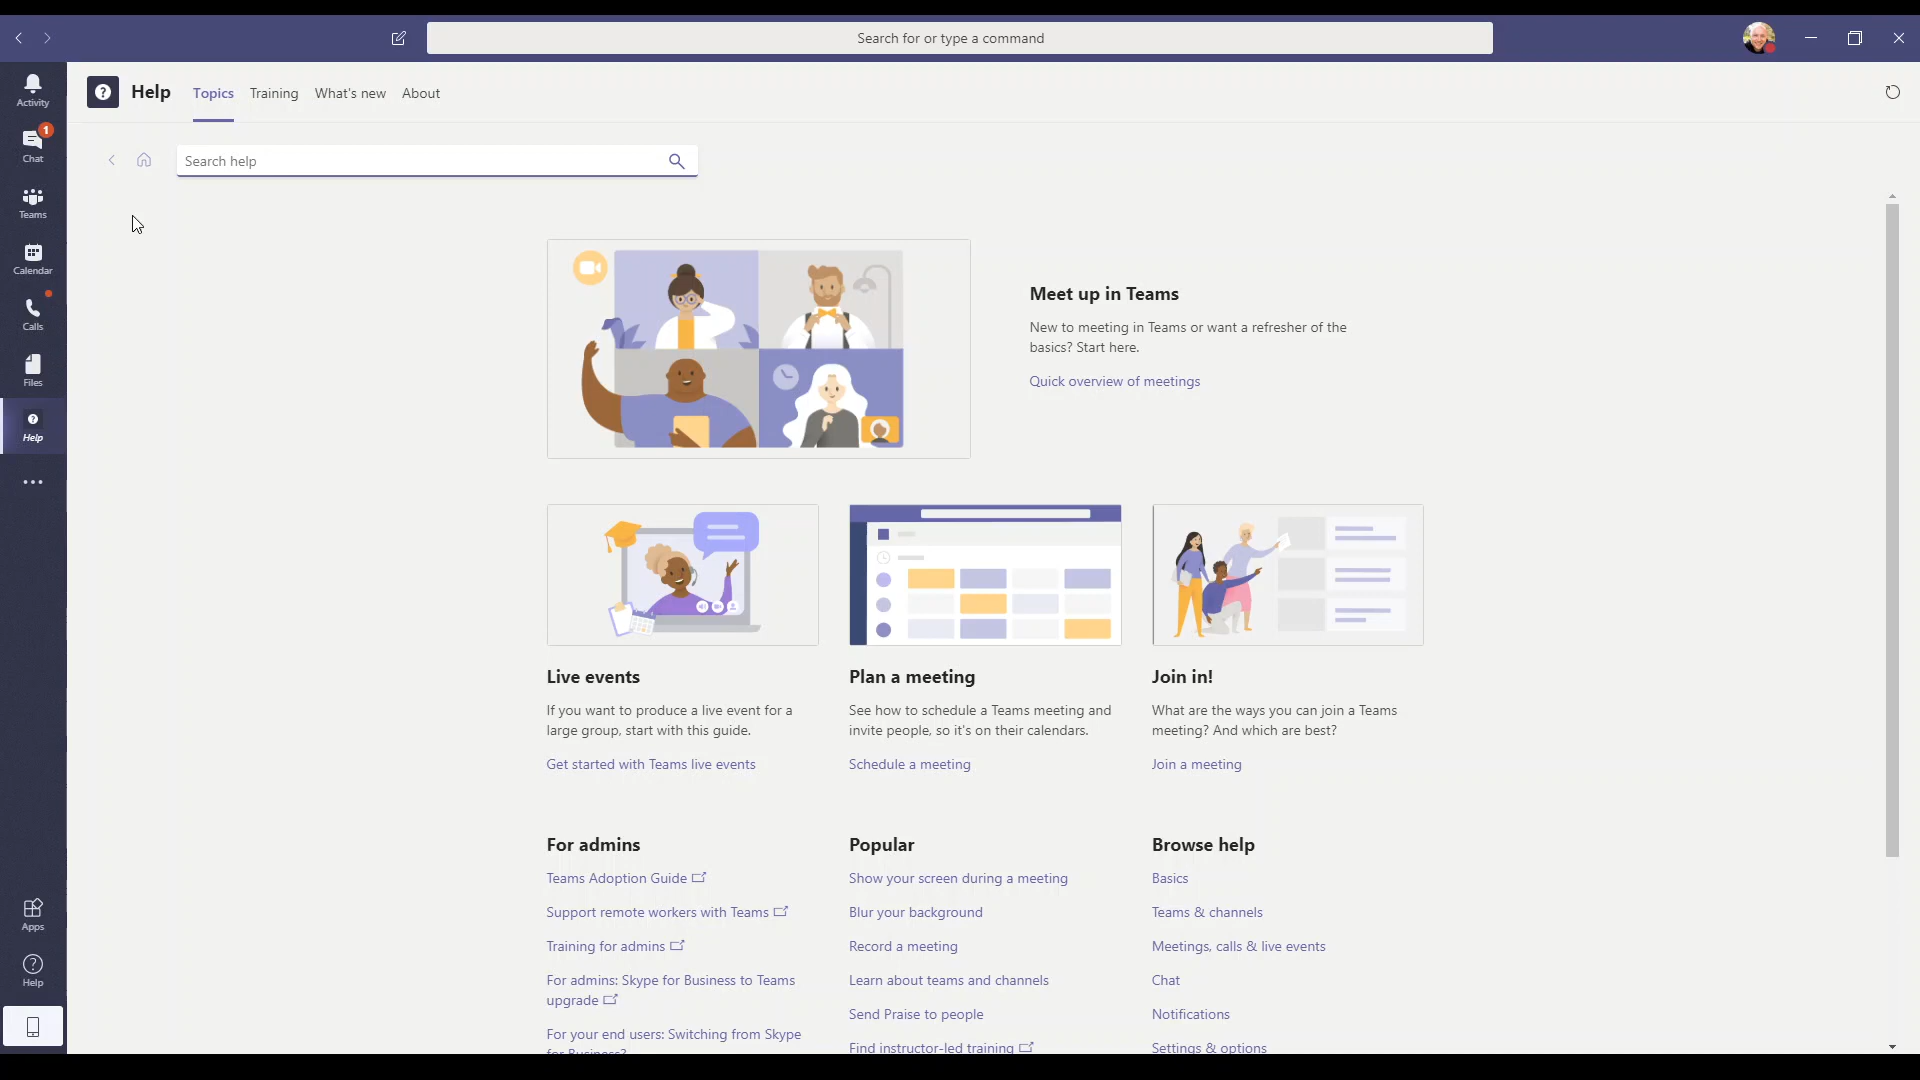 Search for or type a command
Activity
1
Chat
Teams
Calendar
Calls
Files
Help
Apps
Help
Help
Topics
Training
What's new
About
Search help
Meet up in Teams
New to meeting in Teams or want a refresher of the
basics? Start here.
Quick overview of meetings
Live events
If you want to produce a live event for a
large group, start with this guide.
Get started with Teams live events
Plan a meeting
See how to schedule a Teams meeting and
invite people, so it's on their calendars.
Schedule a meeting
Join in!
What are the ways you can join a Teams
meeting? And which are best?
Join a meeting
For admins
Teams Adoption Guide
Support remote workers with Teams
Training for admins
For admins: Skype for Business to Teams
upgrade
For your end users: Switching from Skype
for Business?
Popular
Show your screen during a meeting
Blur your background
Record a meeting
Learn about teams and channels
Send Praise to people
Find instructor-led training
Browse help
Basics
Teams & channels
Meetings, calls & live events
Chat
Notifications
Settings & options